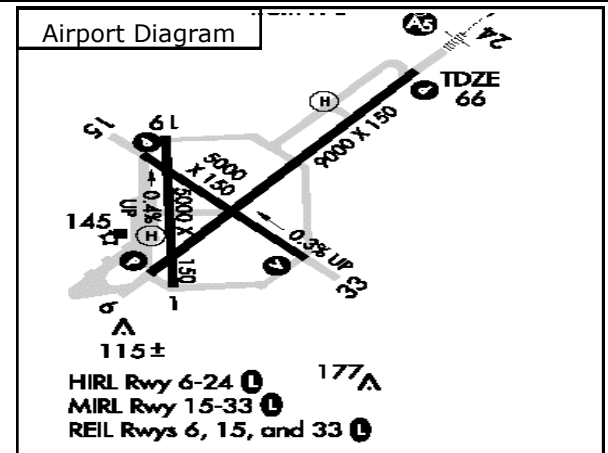 Airport Diagram
A5
24
TDZE
66
H
15
19
9000 X 150
5000
X 150
0.4%
UP
5000 X
150
145
H
0.3% UP
33
6
1
115±
177
HIRL Rwy 6-24 L
MIRL Rwy 15-33 L
REIL Rwys 6, 15, and 33 L